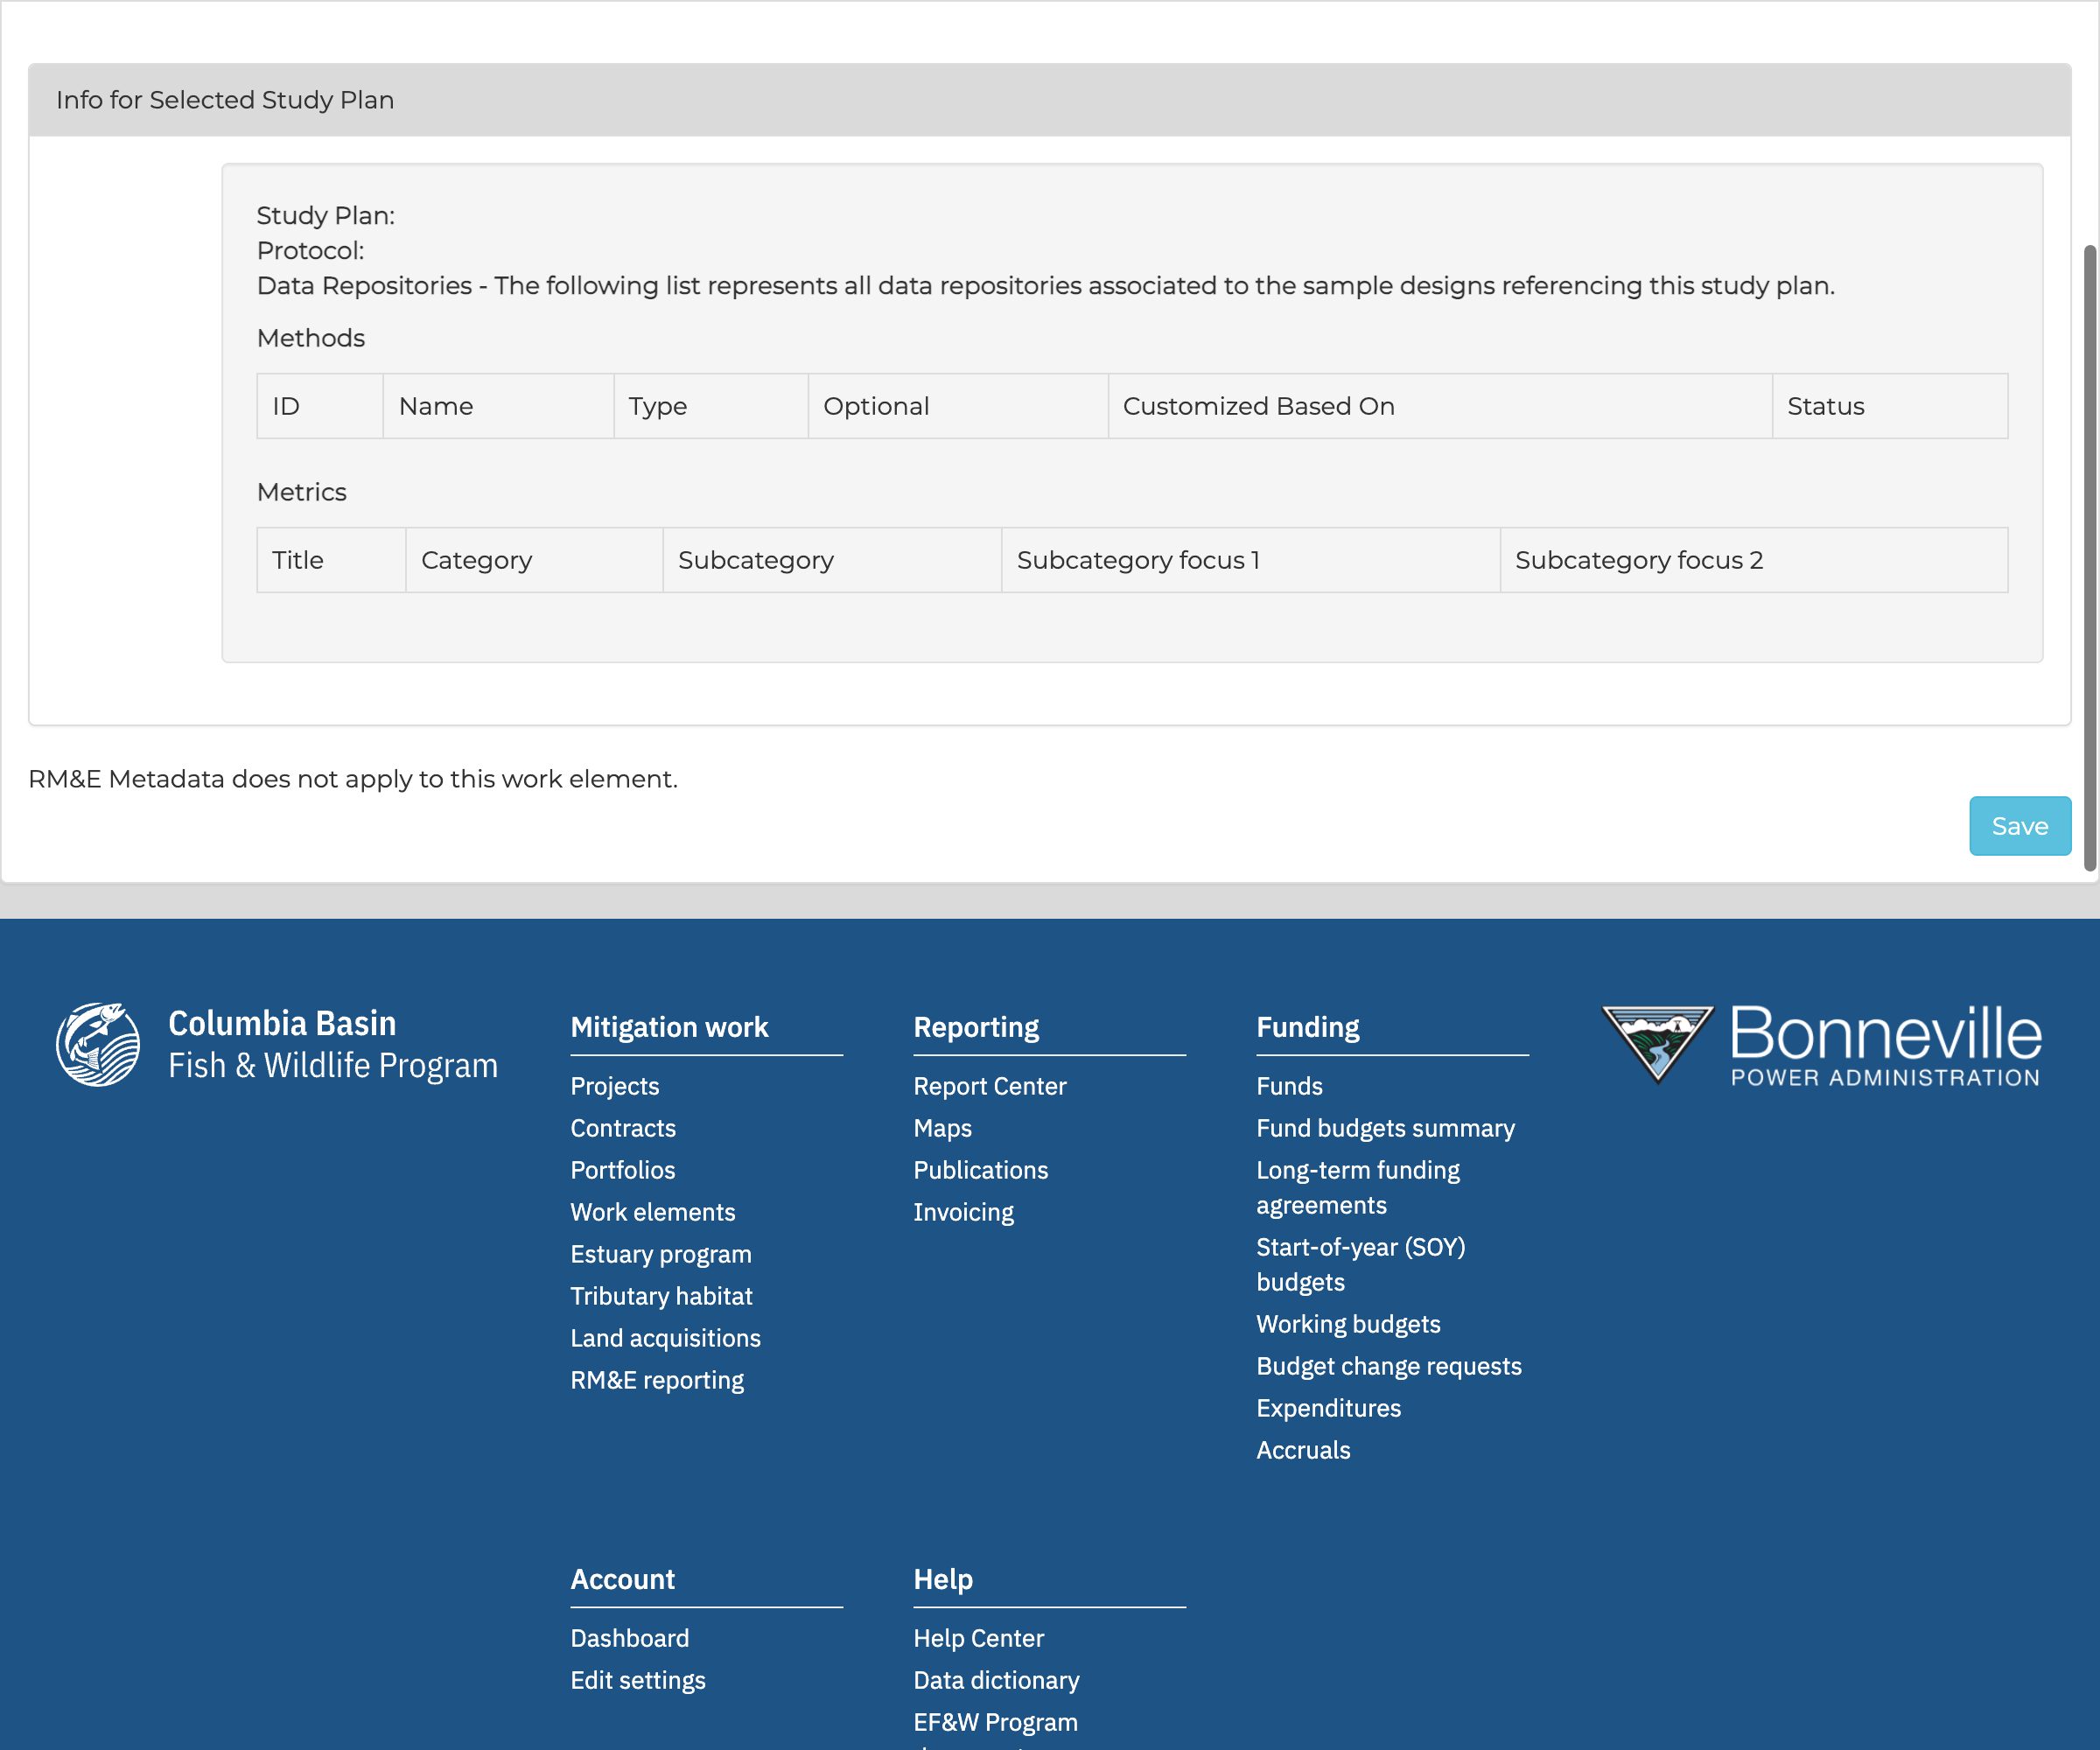 Info for Selected Study Plan
Study Plan:
Protocol:
Data Repositories - The following list represents all data repositories associated to the sample designs referencing this study plan.
Methods
ID Name Type Optional Customized Based On Status
Metrics
Title Category Subcategory Subcategory focus 1 Subcategory focus 2
RM&E Metadata does not apply to this work element.
Save
Columbia Basin
Fish & Wildlife Program
Mitigation work
Projects
Contracts
Portfolios
Work elements
Estuary program
Tributary habitat
Land acquisitions
RM&E reporting
Reporting
Report Center
Maps
Publications
Invoicing
Funding
Funds
Fund budgets summary
Long-term funding
agreements
Start-of-year (SOY)
budgets
Working budgets
Budget change requests
Expenditures
Accruals
Bonneville
POWER ADMINISTRATION
Account
Dashboard
Edit settings
Help
Help Center
Data dictionary
EF&W Program